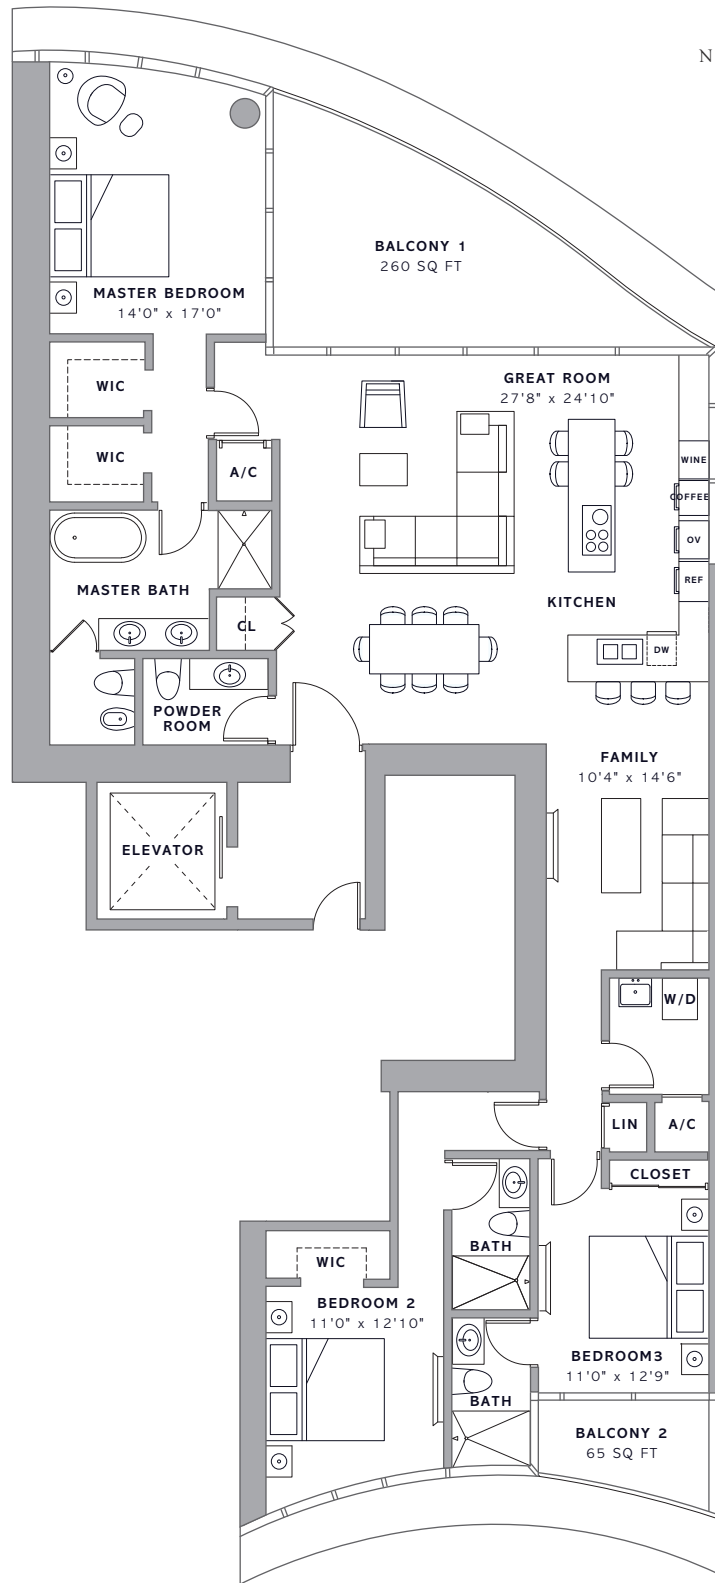 N
BALCONY 1
260 SQ FT
MASTER BEDROOM
14'0" x 17'0"
GREAT ROOM
27'8" x 24'10"
WIC
WIC
A/C
WINE
COFFEE
OV
REF
MASTER BATH
KITCHEN
CL
DW
POWDER
ROOM
FAMILY
10'4" x 14'6"
ELEVATOR
W/D
LIN
A/C
CLOSET
BATH
WIC
BEDROOM 2
11'0" x 12'10"
BEDROOM3
11'0" x 12'9"
BATH
BALCONY 2
65 SQ FT